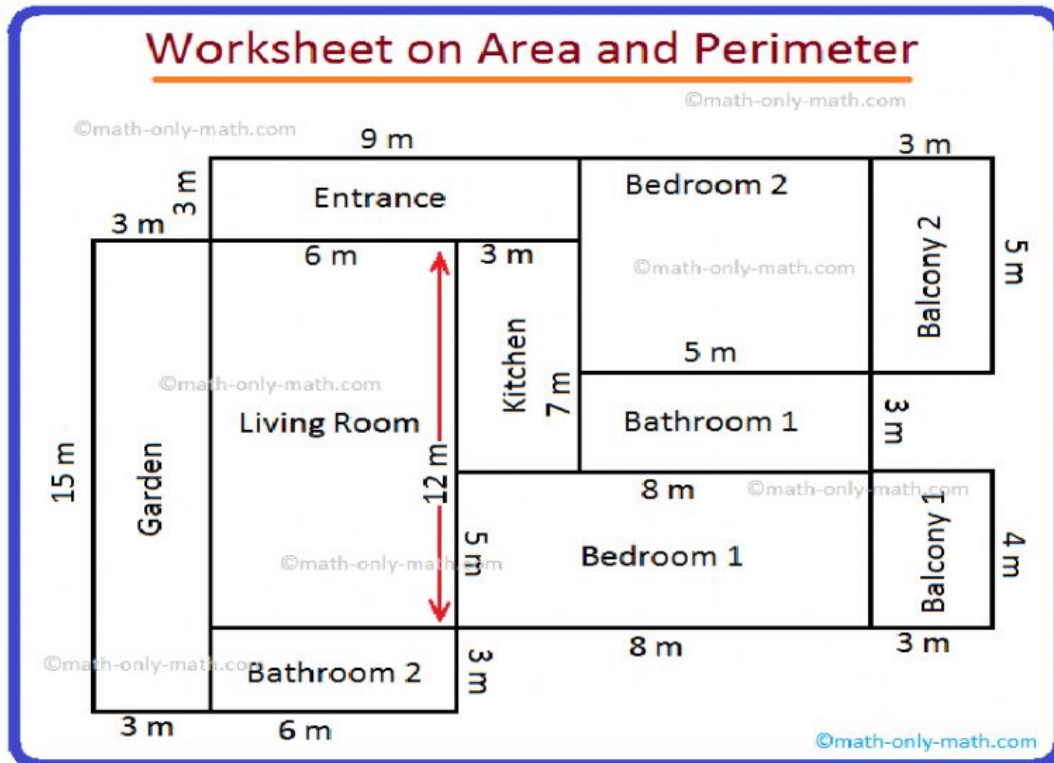 Worksheet on Area and Perimeter
©math-only-math.com
©math-only-math.com
9 m
3 m
3 m
Entrance
Bedroom 2
3 m
6 m
3 m
©math-only-math.com
Balcony 2
5 m
5 m
©math-only-math.com
Kitchen
7 m
Living Room
Bathroom 1
3 m
15 m
Garden
12 m
8 m
©math-only-math.com
©math-only-math.com
5 m
Bedroom 1
Balcony 1
4 m
8 m
3 m
©math-only-math.com
Bathroom 2
3 m
3 m
6 m
©math-only-math.com